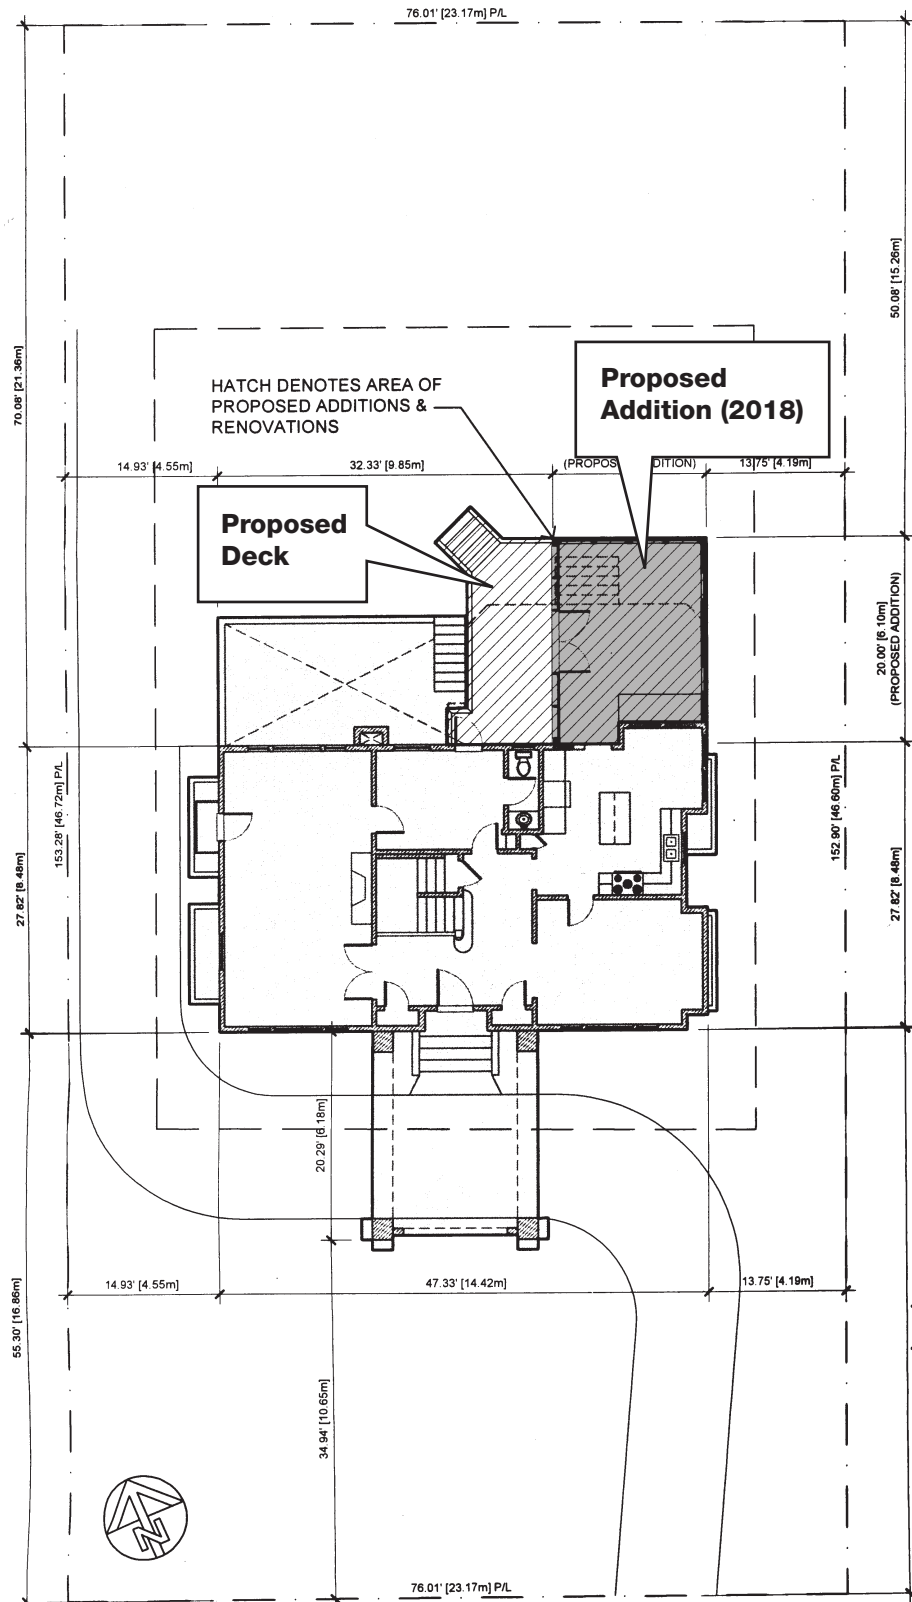 76.01' [23.17m] P/L
50.08' [15.26m]
70.08' [21.36m]
HATCH DENOTES AREA OF
PROPOSED ADDITIONS &
RENOVATIONS
Proposed
Addition (2018)
14.93' [4.55m]
32.33' [9.85m]
13.75' [4.19m]
Proposed
Deck
20.00' [6.10m]
(PROPOSED ADDITION)
153.28' [46.72m] P/L
152.90' [46.60m] P/L
27.82' [8.48m]
27.82' [8.48m]
20.29' [6.18m]
14.93' [4.55m]
47.33' [14.42m]
13.75' [4.19m]
55.30' [16.86m]
34.94' [10.65m]
N
76.01' [23.17m] P/L